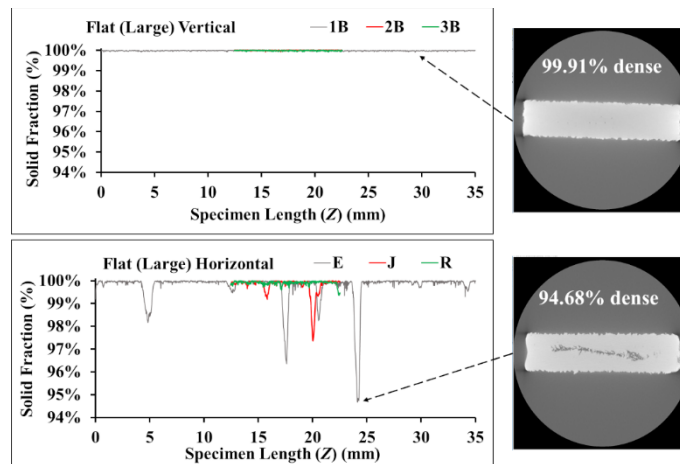 Flat (Large) Vertical 1B 2B 3B
100%
99%
98%
97%
96%
95%
94%
Solid Fraction (%)
0 5 10 15 20 25 30 35
Specimen Length (Z) (mm)
99.91% dense
Flat (Large) Horizontal E J R
100%
99%
98%
97%
96%
95%
94%
Solid Fraction (%)
0 5 10 15 20 25 30 35
Specimen Length (Z) (mm)
94.68% dense